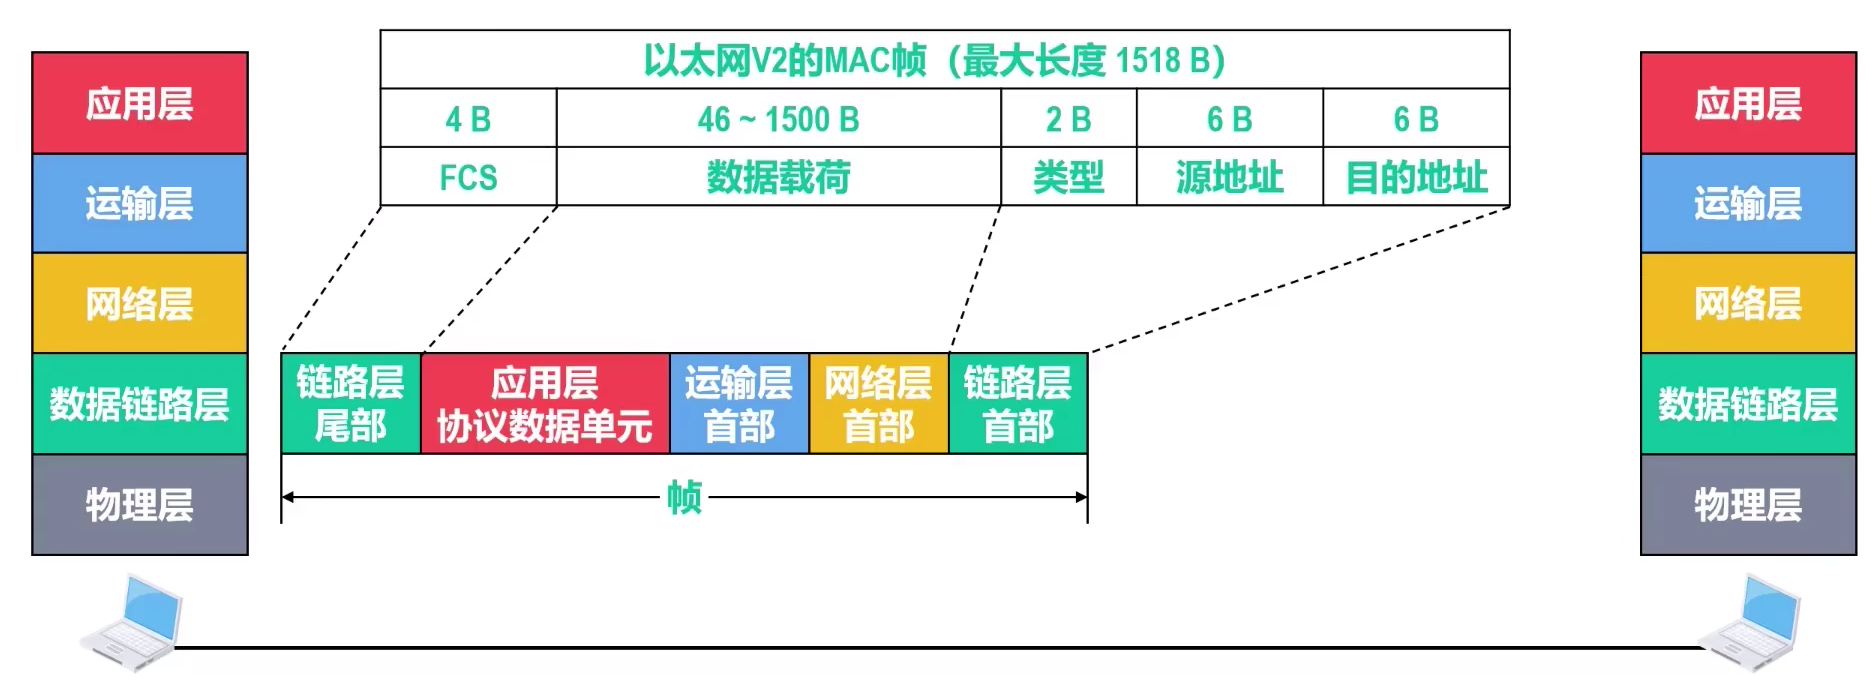 应用层
运输层
网络层
数据链路层
物理层
以太网V2的MAC帧（最大长度 1518 B）
4 B
46 ~ 1500 B
2 B
6 B
6 B
FCS
数据载荷
类型
源地址
目的地址
链路层
尾部
应用层
协议数据单元
运输层
首部
网络层
首部
链路层
首部
帧
应用层
运输层
网络层
数据链路层
物理层